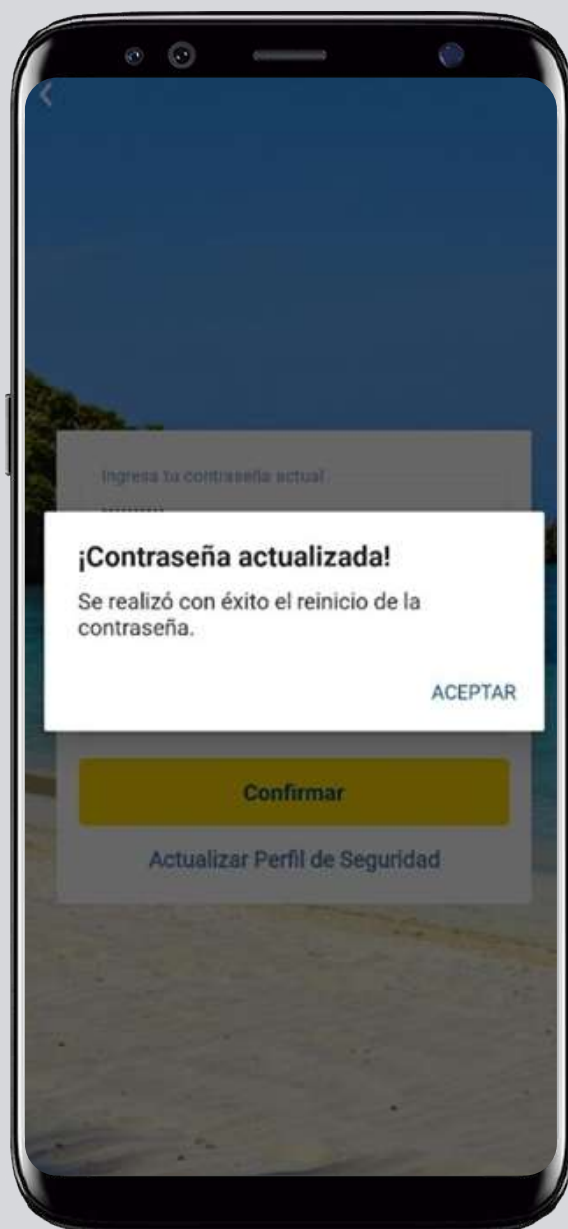 Ingresa tu contraseña actual
¡Contraseña actualizada!
Se realizó con éxito el reinicio de la
contraseña.
ACEPTAR
Confirmar
Actualizar Perfil de Seguridad